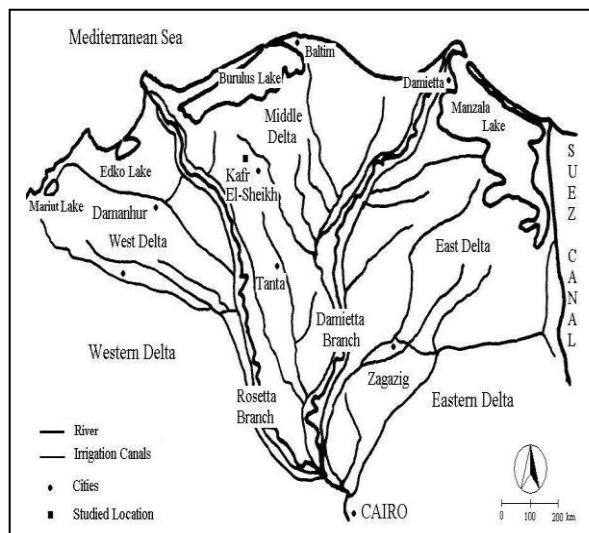 Mediterranean Sea
Baltim
Burulus Lake
Damietta
Manzala
Lake
Middle
Delta
Edko Lake
Kafr
El-Sheikh
Mariut Lake
Damanhur
West Delta
East Delta
SUEZ CANAL
Tanta
Damietta
Branch
Western Delta
Zagazig
Rosetta
Branch
Eastern Delta
River
Irrigation Canals
Cities
Studied Location
CAIRO
0 100 200 km